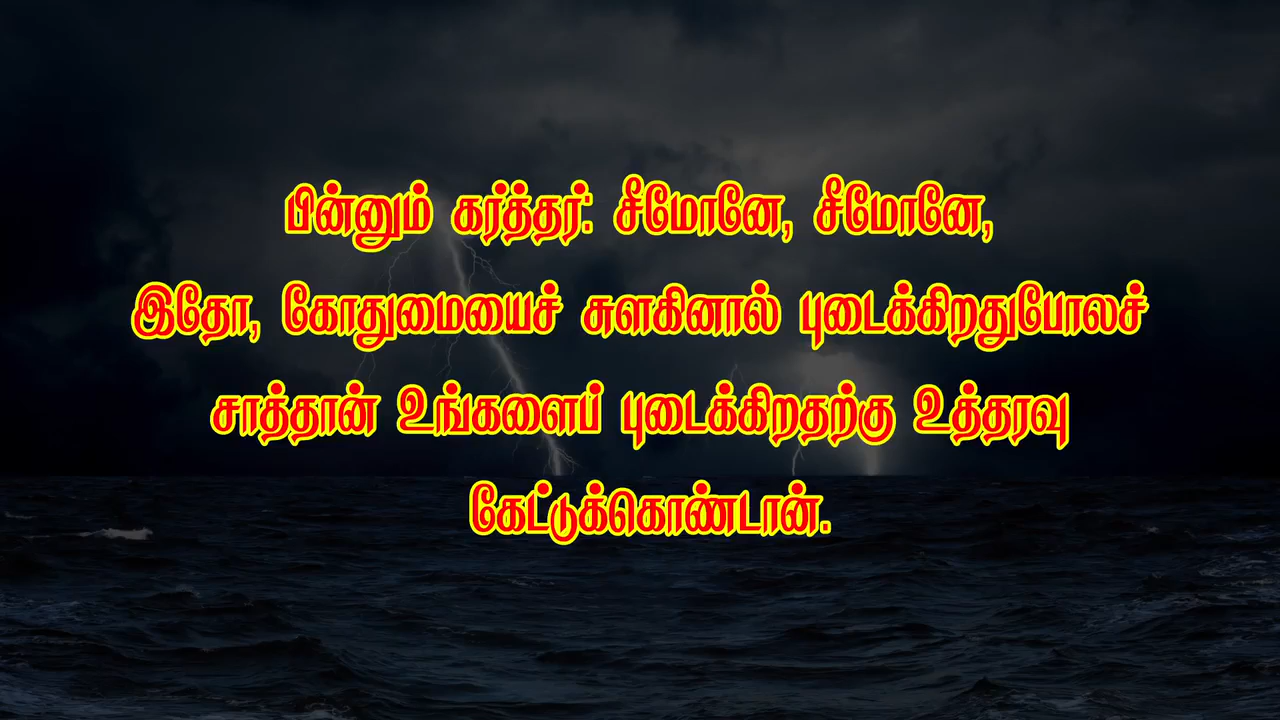 பின்னும் கர்த்தர்: சீமோனே, சீமோனே,
இதோ, கோதுமையைச் சுளகினால் புடைக்கிறதுபோலச்
சாத்தான் உங்களைப் புடைக்கிறதற்கு உத்தரவு
கேட்டுக்கொண்டான்.